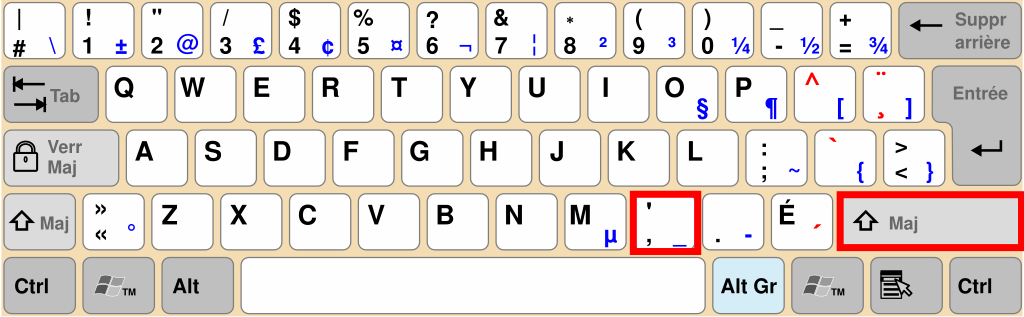 | # \ ! 1 ± " 2 @ / 3 £ $ 4 ¢ % 5 ¤ ? 6 ¬ & 7 ¦ * 8 ² ( 9 ³ ) 0 ¼ _ - ½ + = ¾ Suppr arrière
Tab Q W E R T Y U I O § P ¶ ^ [ ¨ ¸ ] Entrée
Verr Maj A S D F G H J K L : ; ~ ` { > < } 
Maj » « ° Z X C V B N M µ ' , _ . - É ´ Maj
Ctrl TM Alt Alt Gr TM Ctrl